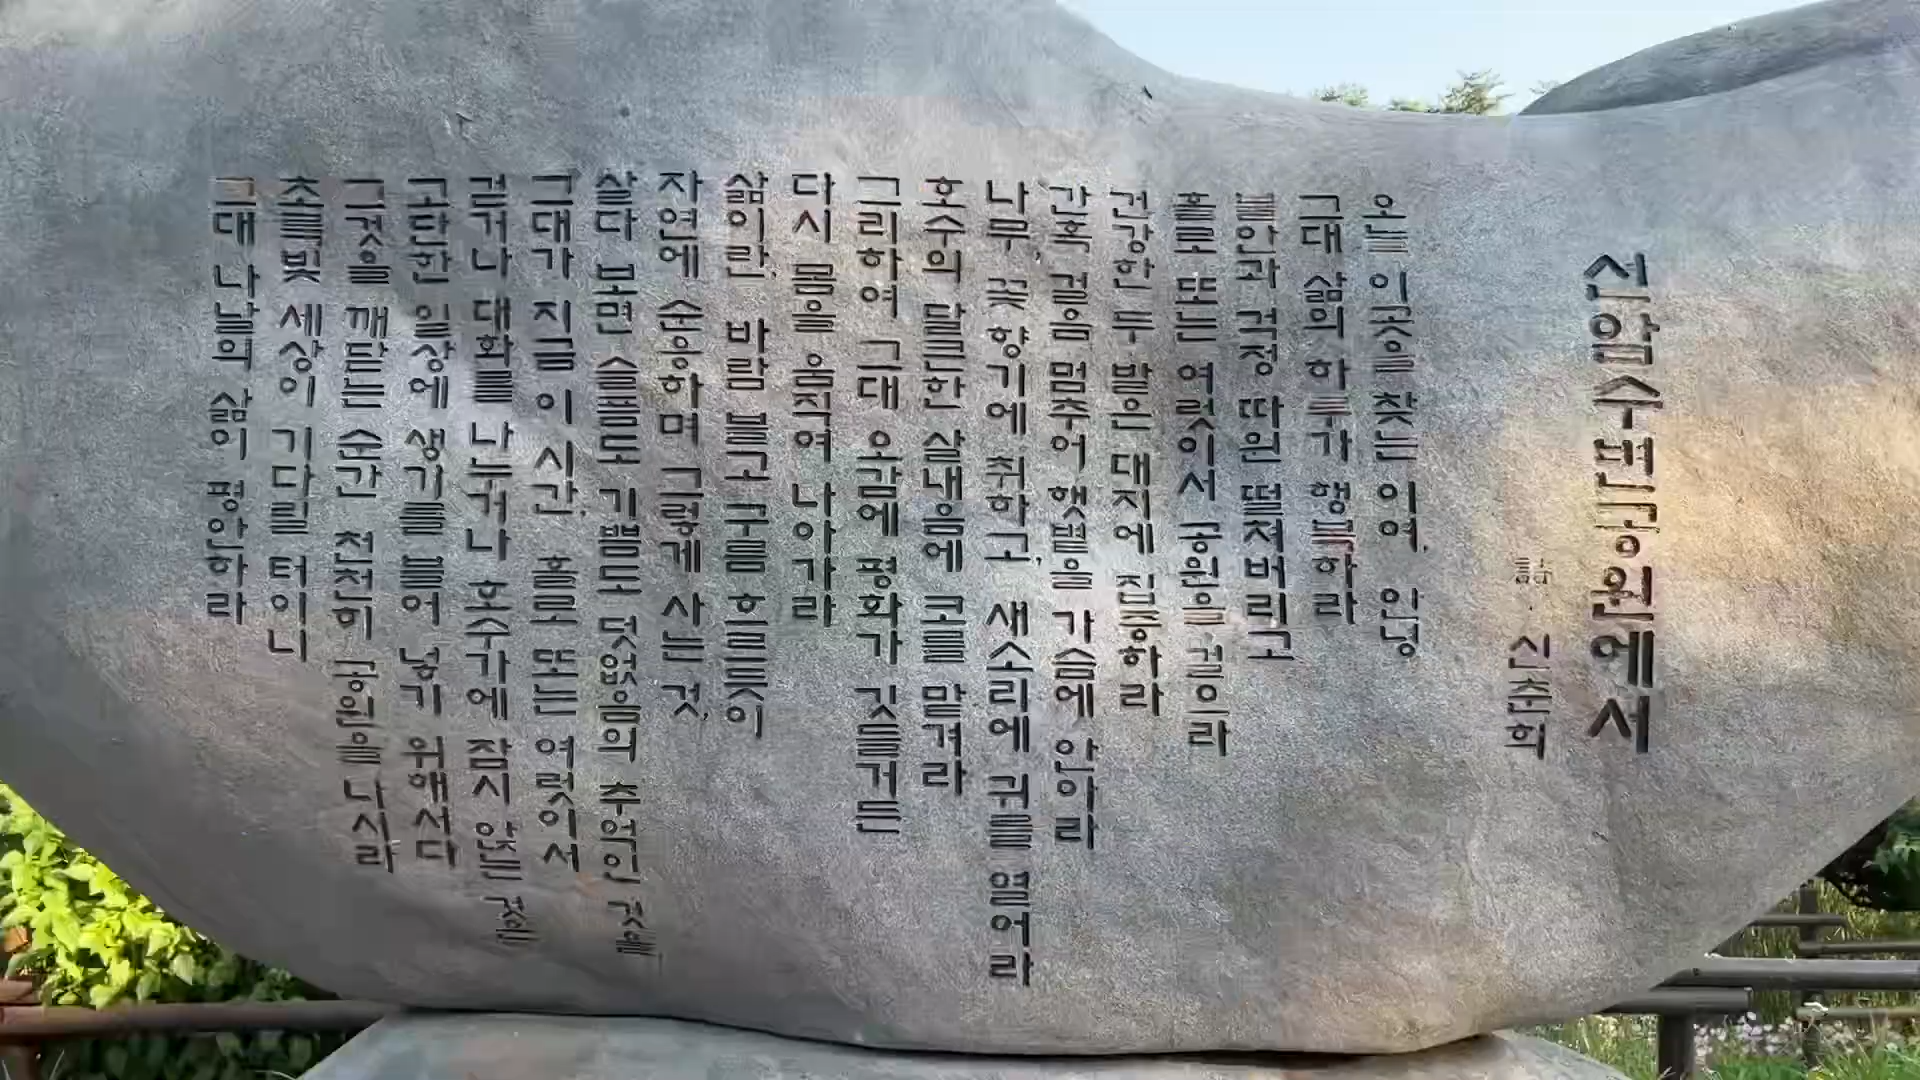 신암수변공원에서
신준희
오늘 이곳을 찾는 이여, 안녕
그대 삶의 하루가 행복하라
불안과 걱정 따윈 떨쳐버리고
홀로 또는 여럿이서 공원을 걸으라
건강한 두 발은 대지에 집중하라
간혹 걸음 멈추어 햇볕을 가슴에 안아라
나무, 꽃 향기에 취하고, 새소리에 귀를 열어라
호수의 달큰한 살내음에 코를 맡겨라
그리하여 그대 오감에 평화가 깃들거든
다시 몸을 움직여 나아가라
삶이란, 바람 불고 구름 흐르듯이
자연에 순응하며 그렇게 사는 것,
살다 보면 슬픔도 기쁨도 덧없음의 추억인 것을
그대가 지금 이 시간, 홀로 또는 여럿이서
걷거나 대화를 나누거나 호숫가에 잠시 앉는 것은
고단한 일상에 생기를 불어 넣기 위해서다
그것을 깨닫는 순간 천천히 공원을 나서라
초록빛 세상이 기다릴 터이니
그대 나날의 삶이 평안하라